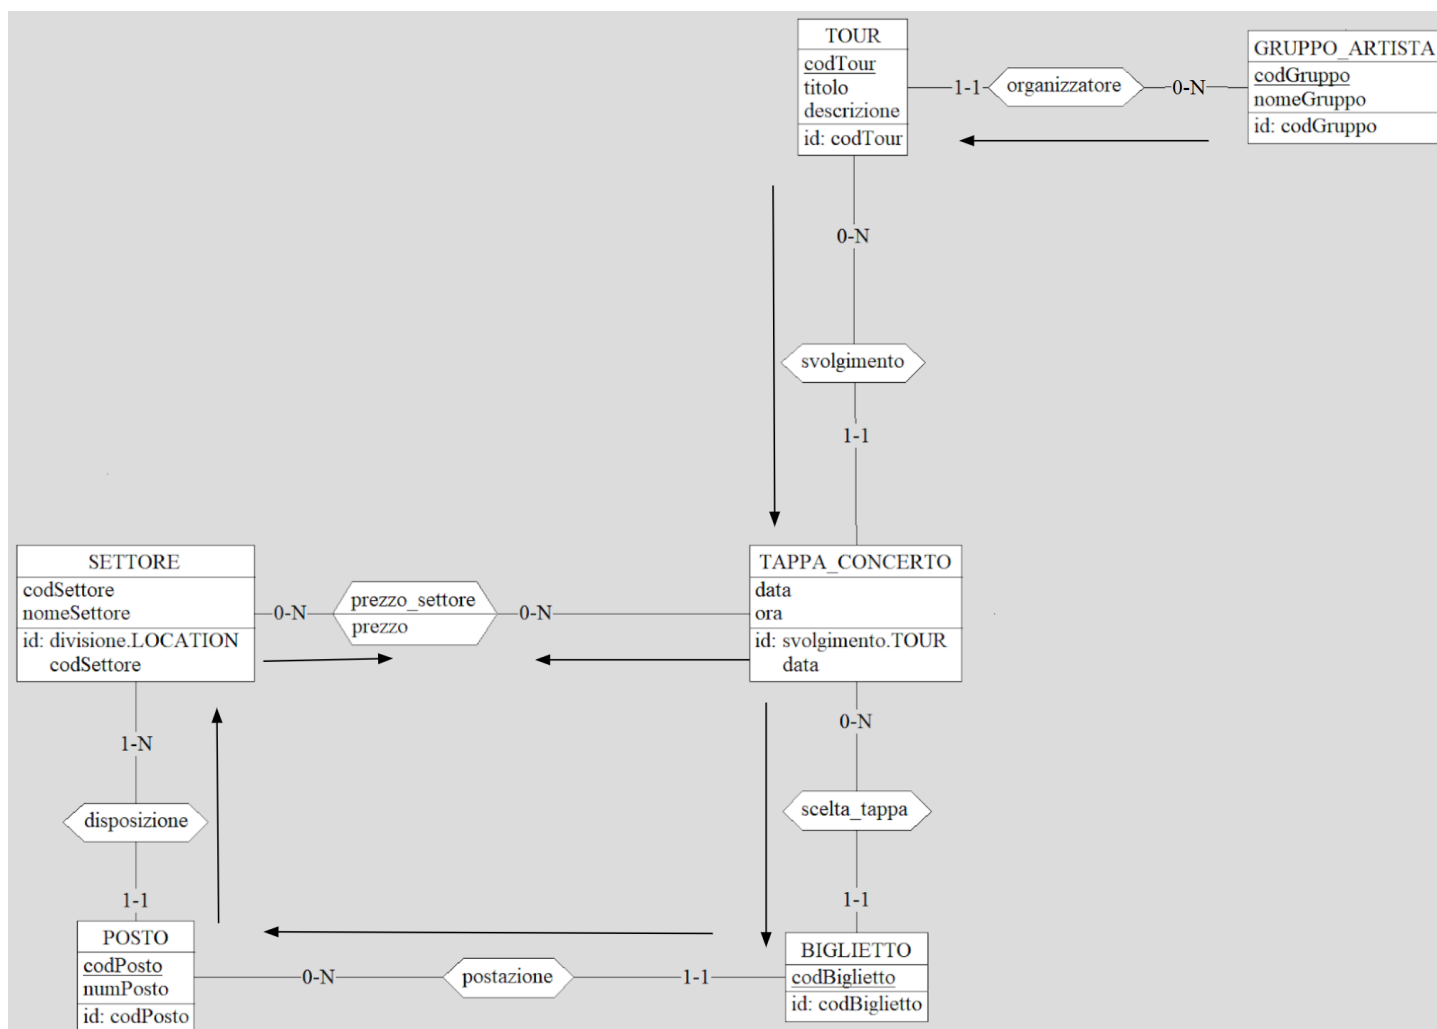 TOUR
codTour
titolo
descrizione
id: codTour
1-1
organizzatore
0-N
GRUPPO_ARTISTA
codGruppo
nomeGruppo
id: codGruppo
0-N
svolgimento
1-1
SETTORE
codSettore
nomeSettore
id: divisione.LOCATION
codSettore
0-N
prezzo_settore
prezzo
0-N
TAPPA_CONCERTO
data
ora
id: svolgimento.TOUR
data
1-N
disposizione
1-1
0-N
scelta_tappa
1-1
POSTO
codPosto
numPosto
id: codPosto
0-N
postazione
1-1
BIGLIETTO
codBiglietto
id: codBiglietto